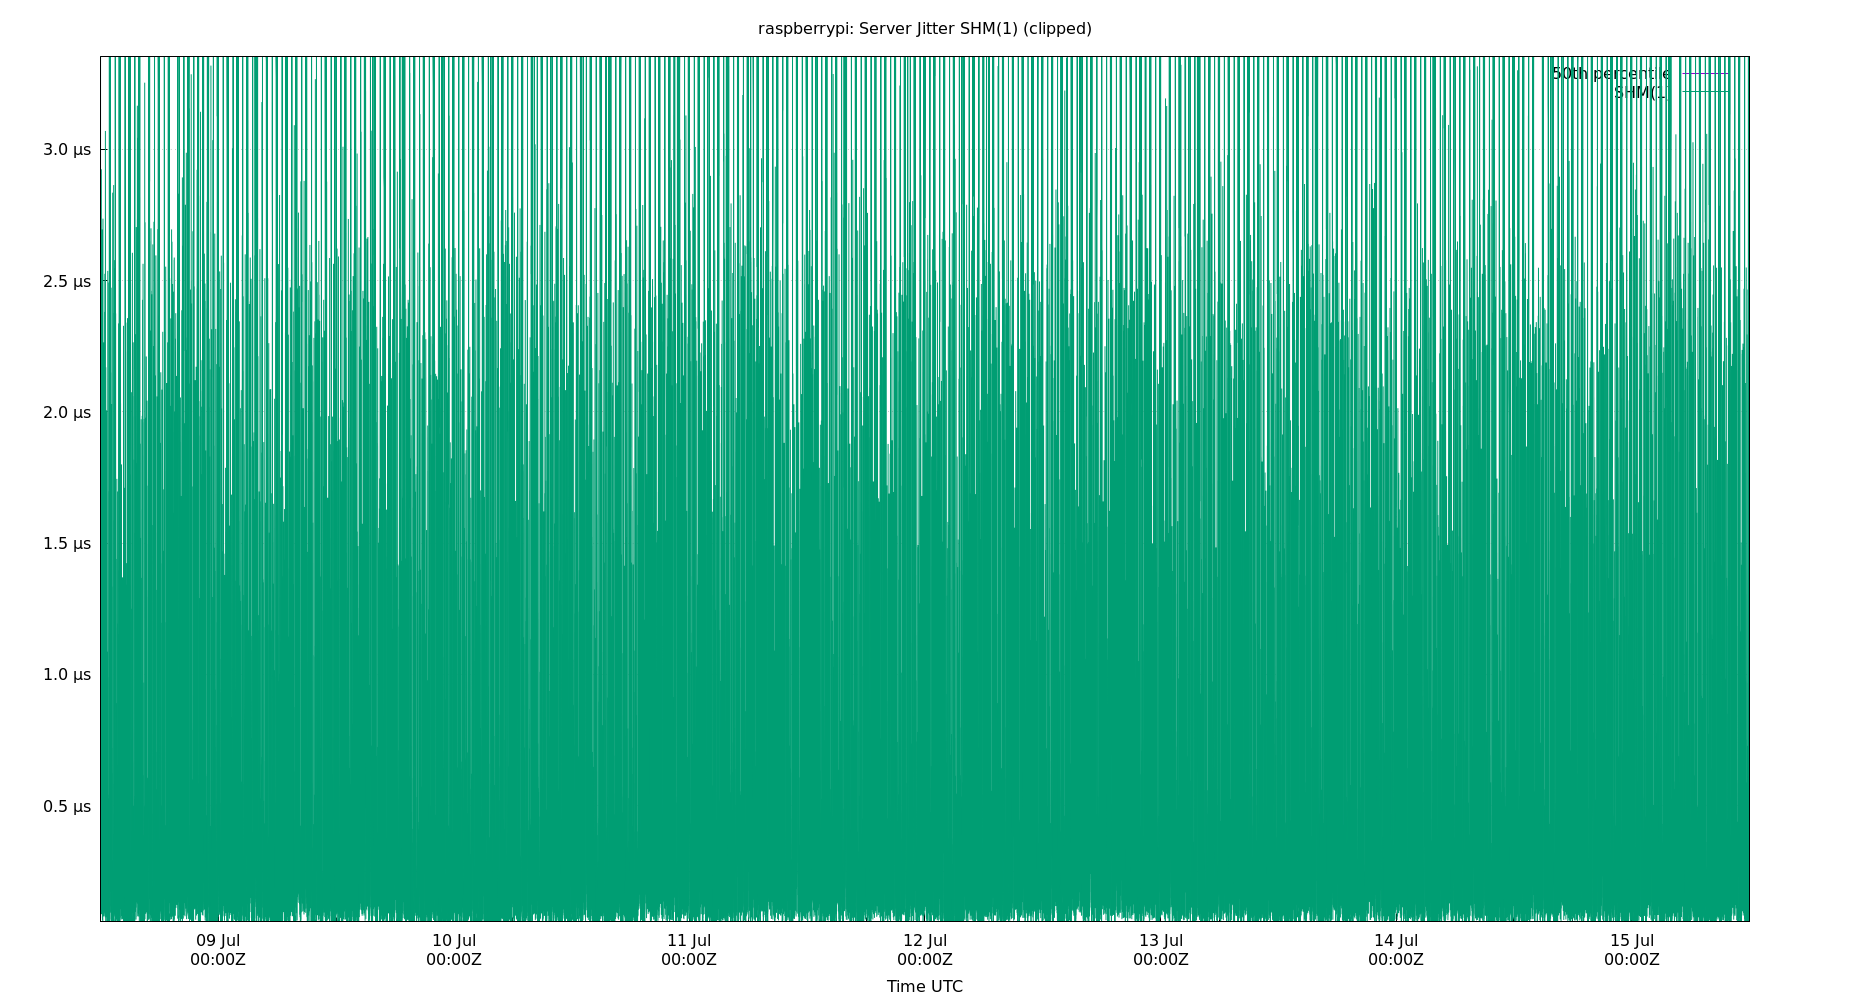 raspberrypi: Server Jitter SHM(1) (clipped)
50th percentile
SHM(1)
3.0 µs
2.5 µs
2.0 µs
1.5 µs
1.0 µs
0.5 µs
09 Jul 10 Jul 11 Jul 12 Jul 13 Jul 14 Jul 15 Jul
00:00Z 00:00Z 00:00Z 00:00Z 00:00Z 00:00Z 00:00Z
Time UTC